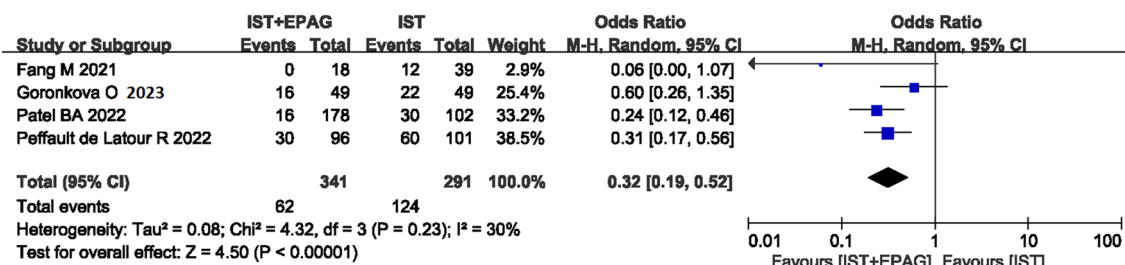 IST+EPAG IST Odds Ratio Odds Ratio
Study or Subgroup Events Total Events Total Weight M-H, Random, 95% CI M-H, Random, 95% CI
Fang M 2021 0 18 12 39 2.9% 0.06 [0.00, 1.07]
Goronkova O 2023 16 49 22 49 25.4% 0.60 [0.26, 1.35]
Patel BA 2022 16 178 30 102 33.2% 0.24 [0.12, 0.46]
Peffault de Latour R 2022 30 96 60 101 38.5% 0.31 [0.17, 0.56]
Total (95% CI) 341 291 100.0% 0.32 [0.19, 0.52]
Total events 62 124
Heterogeneity: Tau² = 0.08; Chi² = 4.32, df = 3 (P = 0.23); I² = 30%
Test for overall effect: Z = 4.50 (P < 0.00001)
0.01 0.1 1 10 100
Favours [IST+EPAG] Favours [IST]